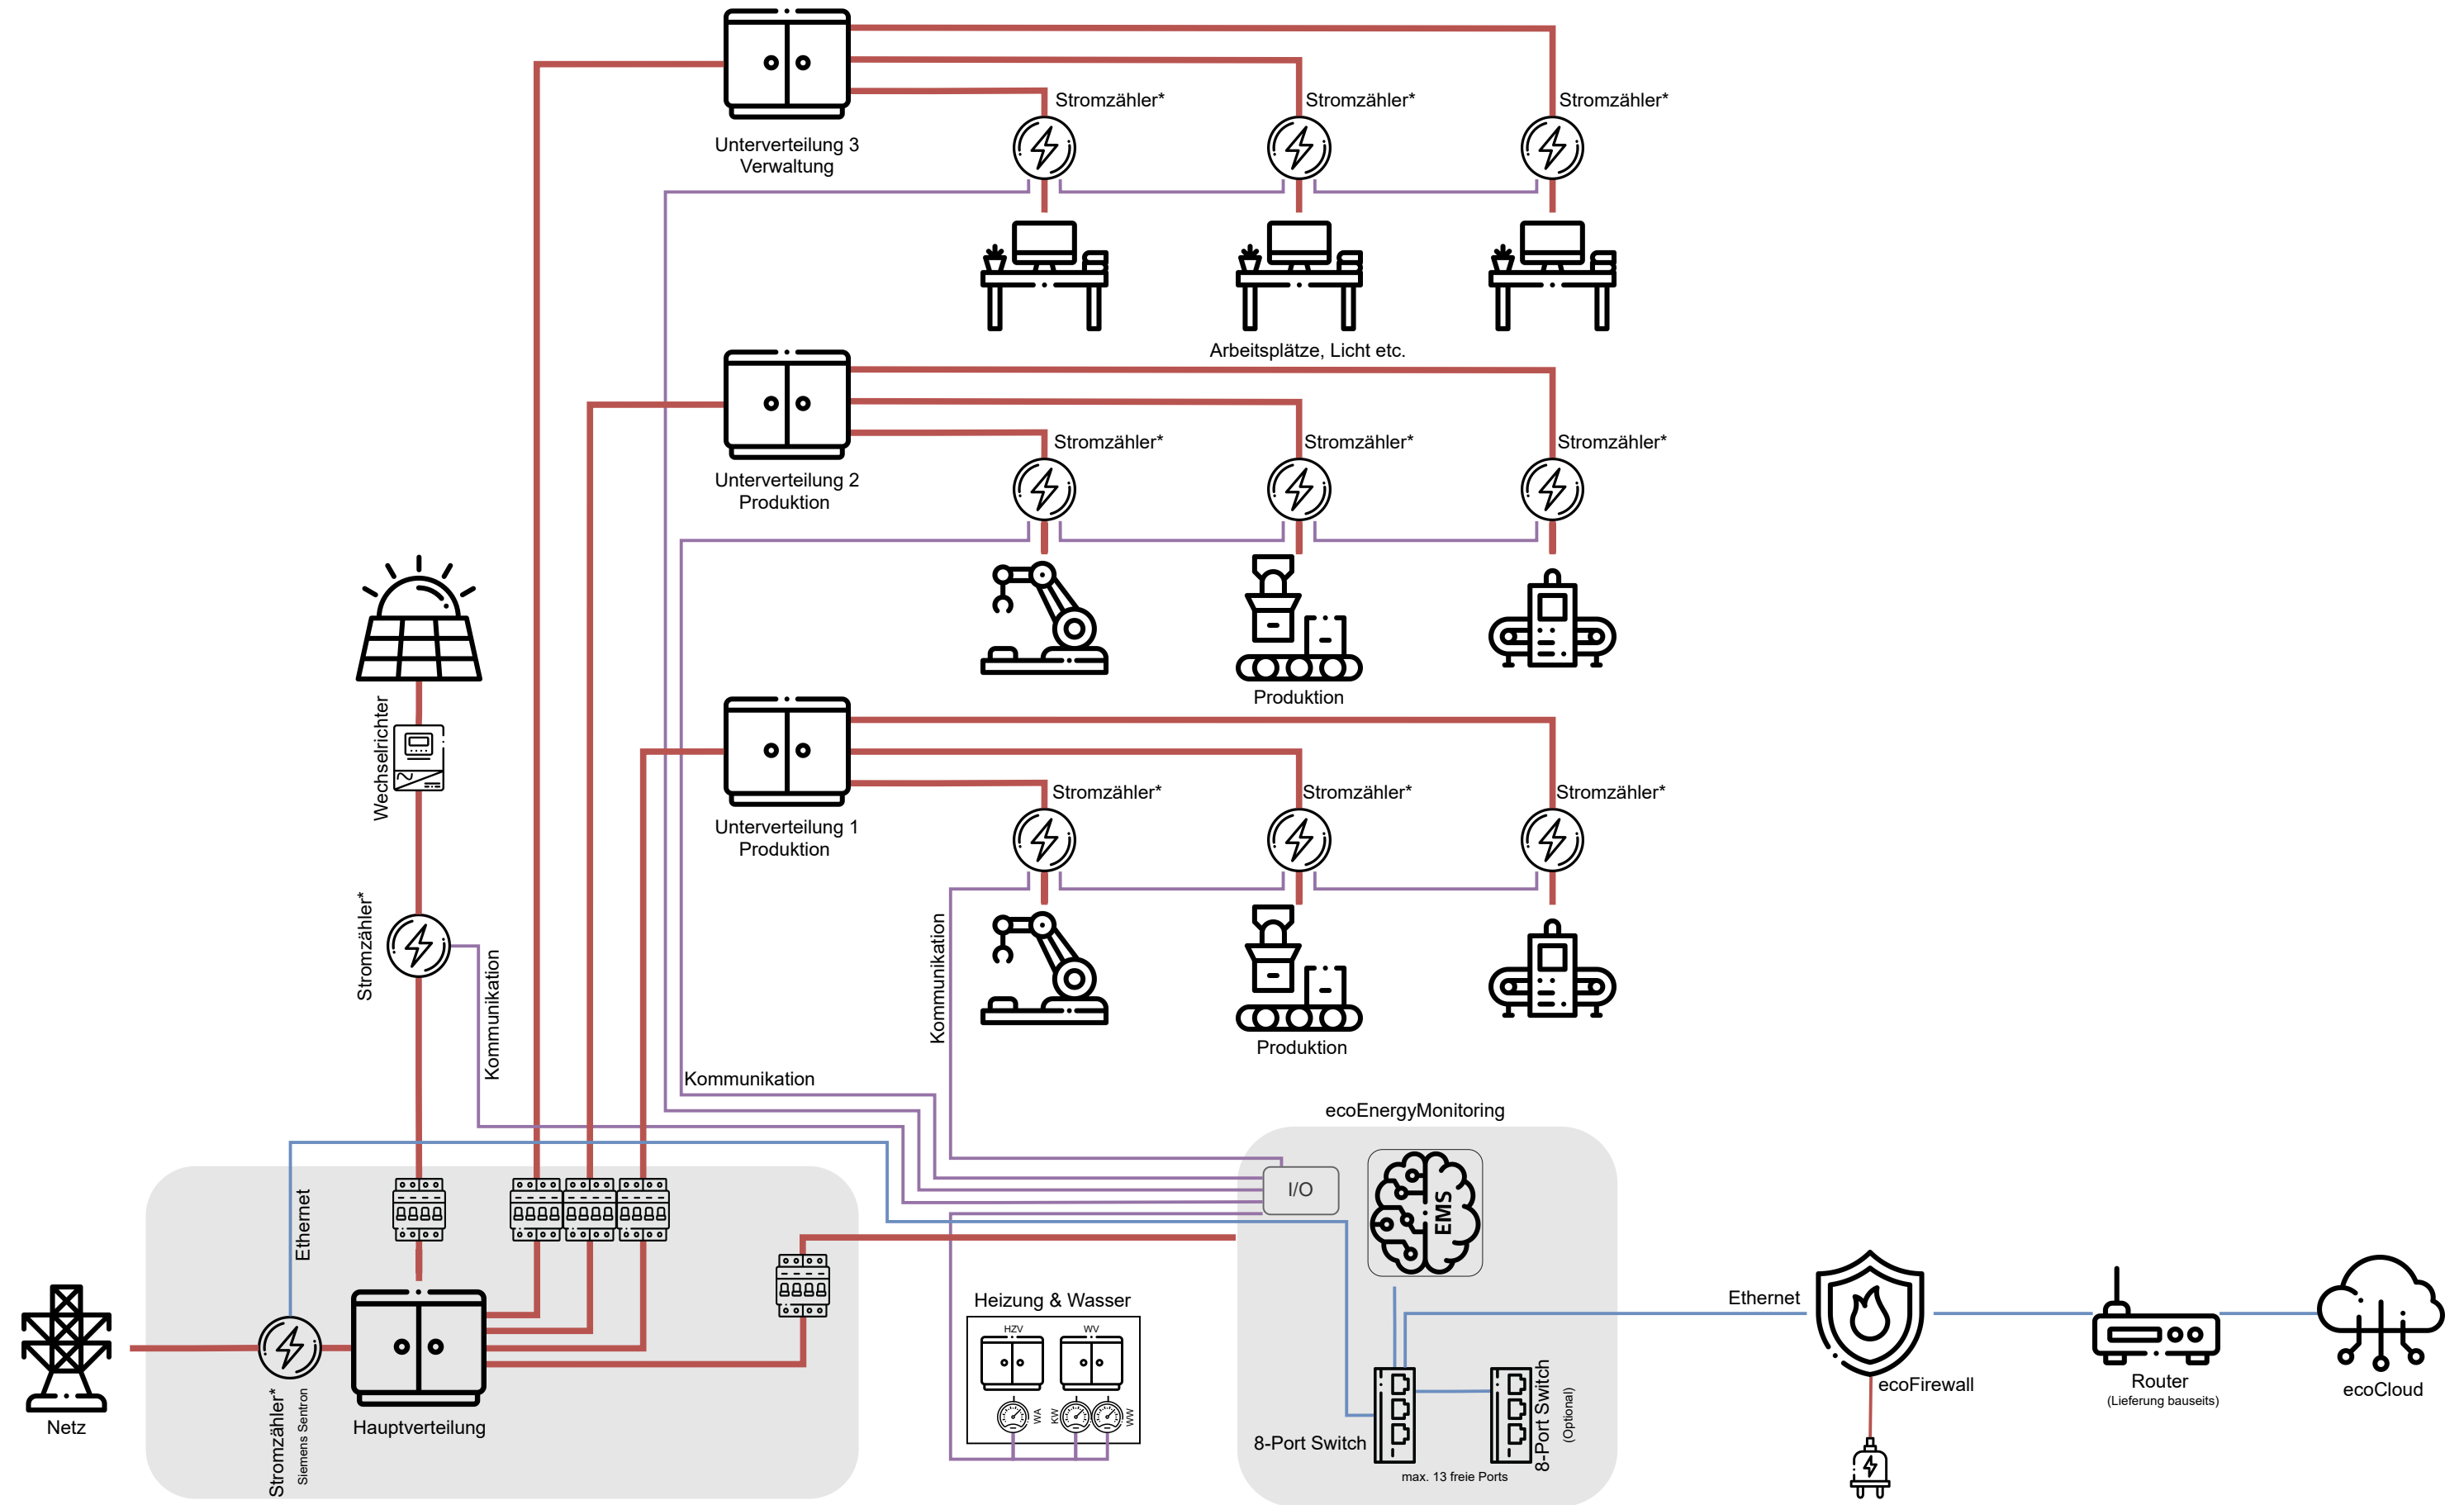 Stromzähler*
Stromzähler*
Stromzähler*
Unterverteilung 3
Verwaltung
Arbeitsplätze, Licht etc.
Stromzähler*
Stromzähler*
Stromzähler*
Unterverteilung 2
Produktion
Produktion
Wechselrichter
Stromzähler*
Stromzähler*
Stromzähler*
Unterverteilung 1
Produktion
Stromzähler*
Kommunikation
Kommunikation
Produktion
Kommunikation
ecoEnergyMonitoring
I/O
EMS
Ethernet
Heizung & Wasser
HZV
WV
WA
KW
WW
Ethernet
Netz
Stromzähler*
Siemens Sentron
Hauptverteilung
8-Port Switch
8-Port Switch
(Optional)
max. 13 freie Ports
ecoFirewall
Router
(Lieferung bauseits)
ecoCloud